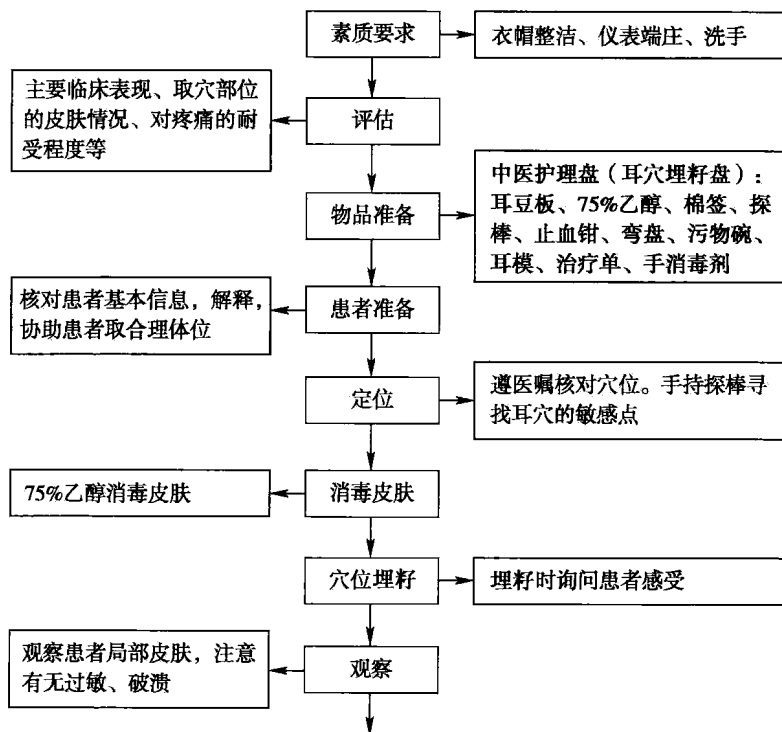 素质要求
衣帽整洁、仪表端庄、洗手
主要临床表现、取穴部位
的皮肤情况、对疼痛的耐
受程度等
评估
物品准备
中医护理盘（耳穴埋籽盘）：
耳豆板、75%乙醇、棉签、探
棒、止血钳、弯盘、污物碗、
耳模、治疗单、手消毒剂
核对患者基本信息，解释，
协助患者取合理体位
患者准备
定位
遵医嘱核对穴位。手持探棒寻
找耳穴的敏感点
75%乙醇消毒皮肤
消毒皮肤
穴位埋籽
埋籽时询问患者感受
观察患者局部皮肤，注意
有无过敏、破溃
观察